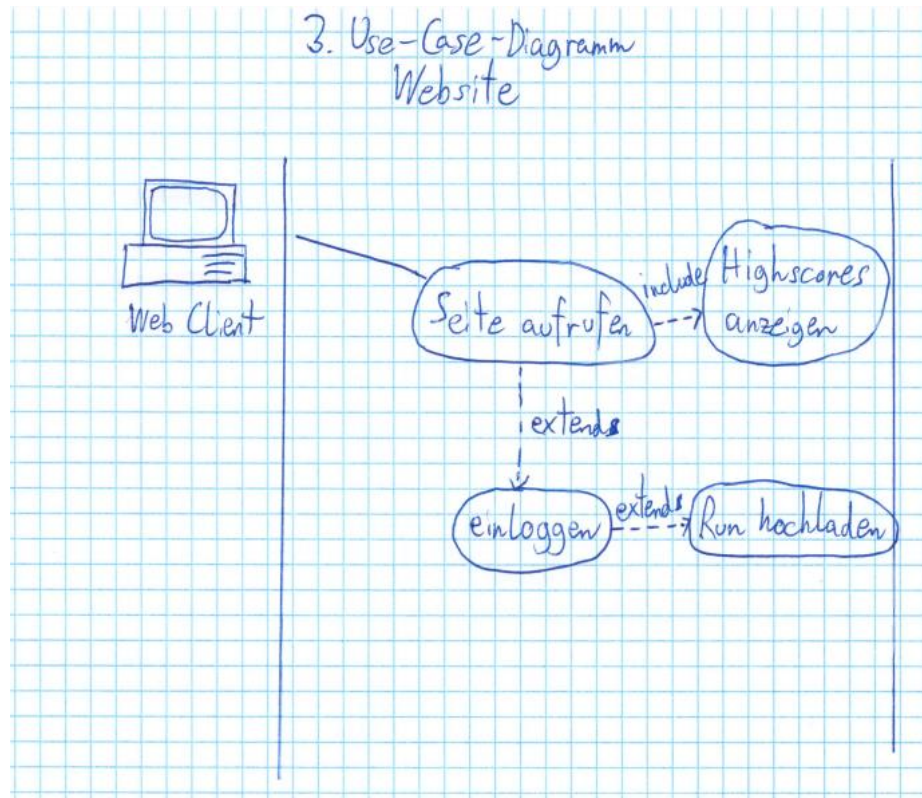 3. Use-Case-Diagramm
Website
Web Client
Seite aufrufen
include
Highscores
anzeigen
extends
einloggen
extends
Run hochladen